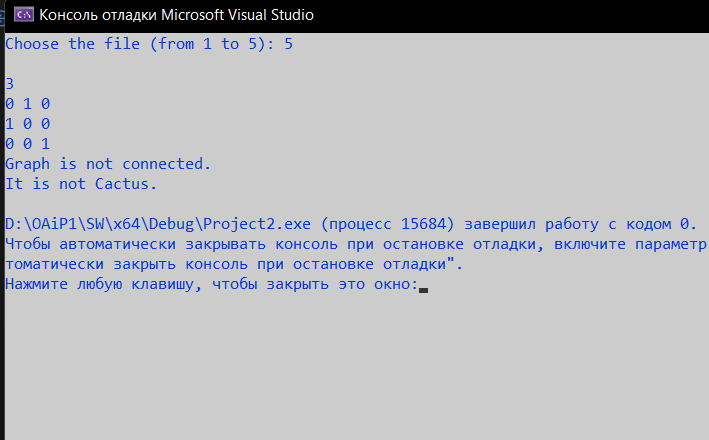 Консоль отладки Microsoft Visual Studio
Choose the file (from 1 to 5): 5
3
0 1 0
1 0 0
0 0 1
Graph is not connected.
It is not Cactus.
D:\OAiP1\SW\x64\Debug\Project2.exe (процесс 15684) завершил работу с кодом 0.
Чтобы автоматически закрывать консоль при остановке отладки, включите параметр
томатически закрыть консоль при остановке отладки".
Нажмите любую клавишу, чтобы закрыть это окно: